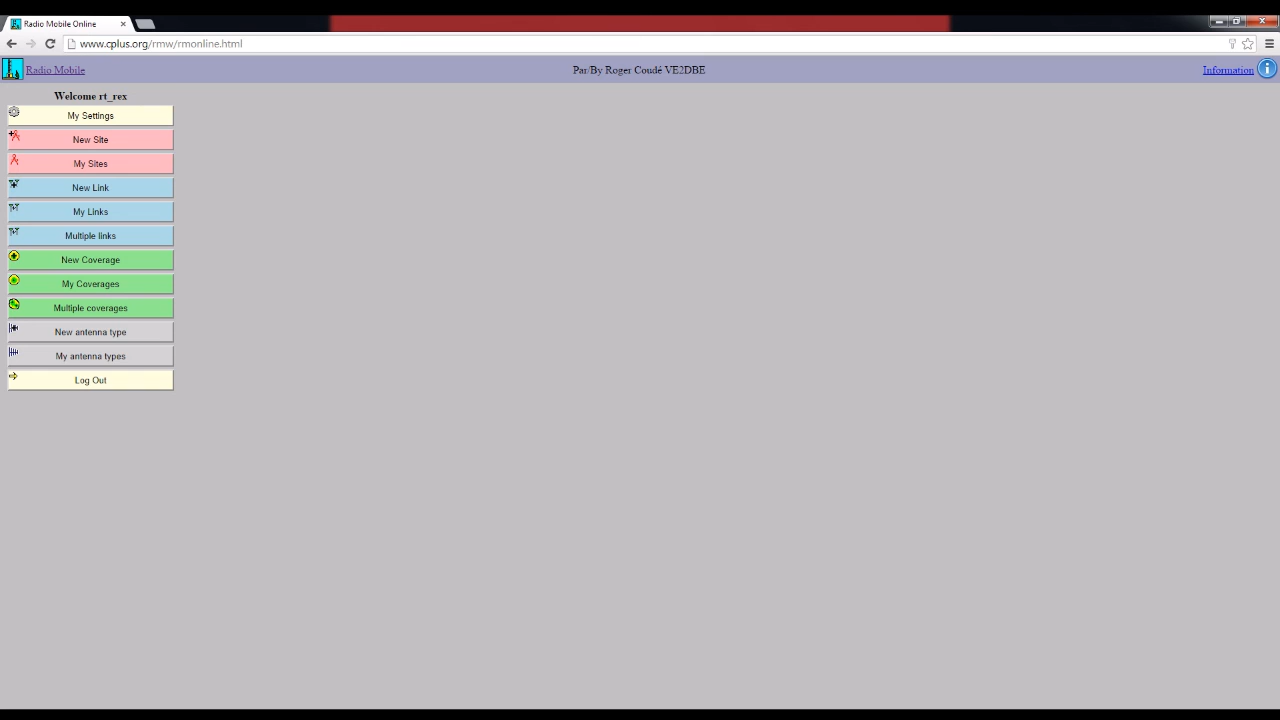 Radio Mobile Online
www.cplus.org/rmw/rmonline.html
Radio Mobile
Par/By Roger Coudé VE2DBE
Information
Welcome rt_rex
My Settings
New Site
My Sites
New Link
My Links
Multiple links
New Coverage
My Coverages
Multiple coverages
New antenna type
My antenna types
Log Out